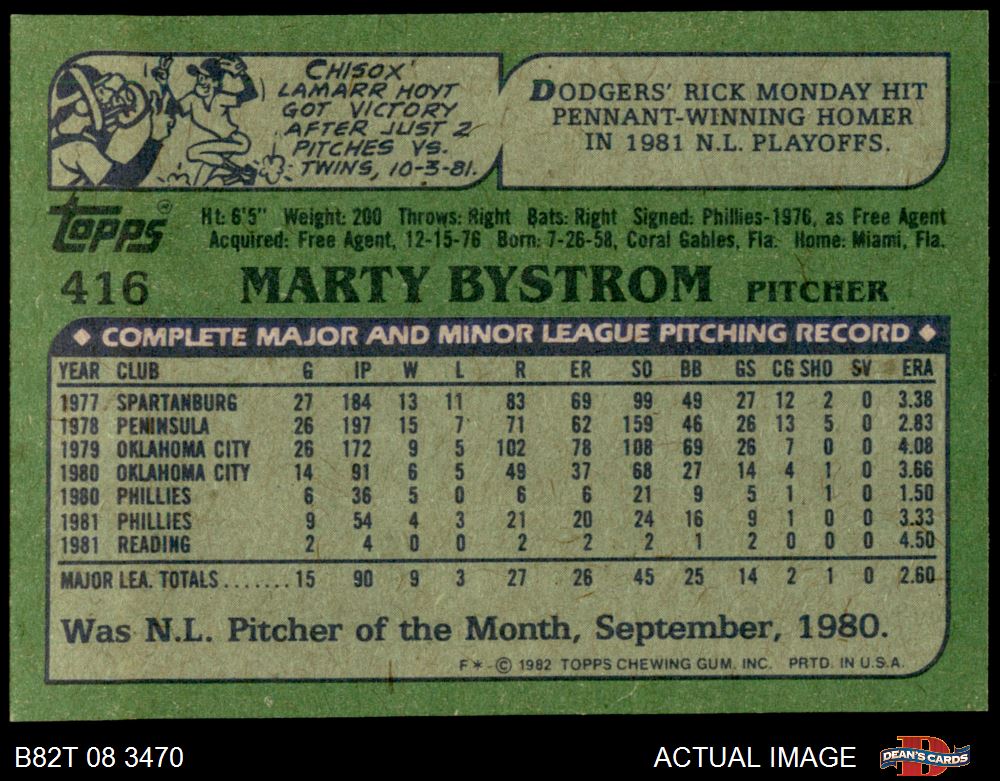 CHISOX'
LAMARR HOYT
GOT VICTORY
AFTER JUST 2
PITCHES VS.
TWINS, 10-3-81.
DODGERS' RICK MONDAY HIT
PENNANT-WINNING HOMER
IN 1981 N.L. PLAYOFFS.
topps®
Ht: 6'5" Weight: 200 Throws: Right Bats: Right Signed: Phillies-1976, as Free Agent
Acquired: Free Agent, 12-15-76 Born: 7-26-58, Coral Gables, Fla. Home: Miami, Fla.
416 MARTY BYSTROM PITCHER
◆ COMPLETE MAJOR AND MINOR LEAGUE PITCHING RECORD ◆
YEAR CLUB G IP W L R ER SO BB GS CG SHO SV ERA
1977 SPARTANBURG 27 184 13 11 83 69 99 49 27 12 2 0 3.38
1978 PENINSULA 26 197 15 7 71 62 159 46 26 13 5 0 2.83
1979 OKLAHOMA CITY 26 172 9 5 102 78 108 69 26 7 0 0 4.08
1980 OKLAHOMA CITY 14 91 6 5 49 37 68 27 14 4 1 0 3.66
1980 PHILLIES 6 36 5 0 6 6 21 9 5 1 1 0 1.50
1981 PHILLIES 9 54 4 3 21 20 24 16 9 1 0 0 3.33
1981 READING 2 4 0 0 2 2 2 1 2 0 0 0 4.50
MAJOR LEA. TOTALS.......15 90 9 3 27 26 45 25 14 2 1 0 2.60
Was N.L. Pitcher of the Month, September, 1980.
F*-© 1982 TOPPS CHEWING GUM, INC. PRTD. IN U.S.A.
B82T 08 3470 ACTUAL IMAGE DEAN'S CARDS